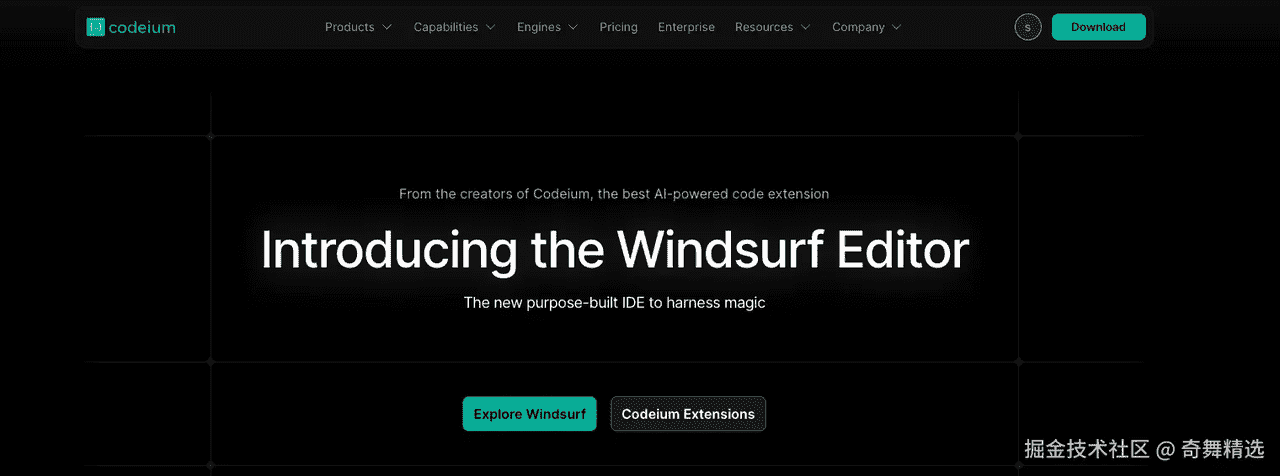 codeium Products Capabilities Engines Pricing Enterprise Resources Company s Download
From the creators of Codeium, the best AI-powered code extension
Introducing the Windsurf Editor
The new purpose-built IDE to harness magic
Explore Windsurf Codeium Extensions
掘金技术社区 @ 奇舞精选